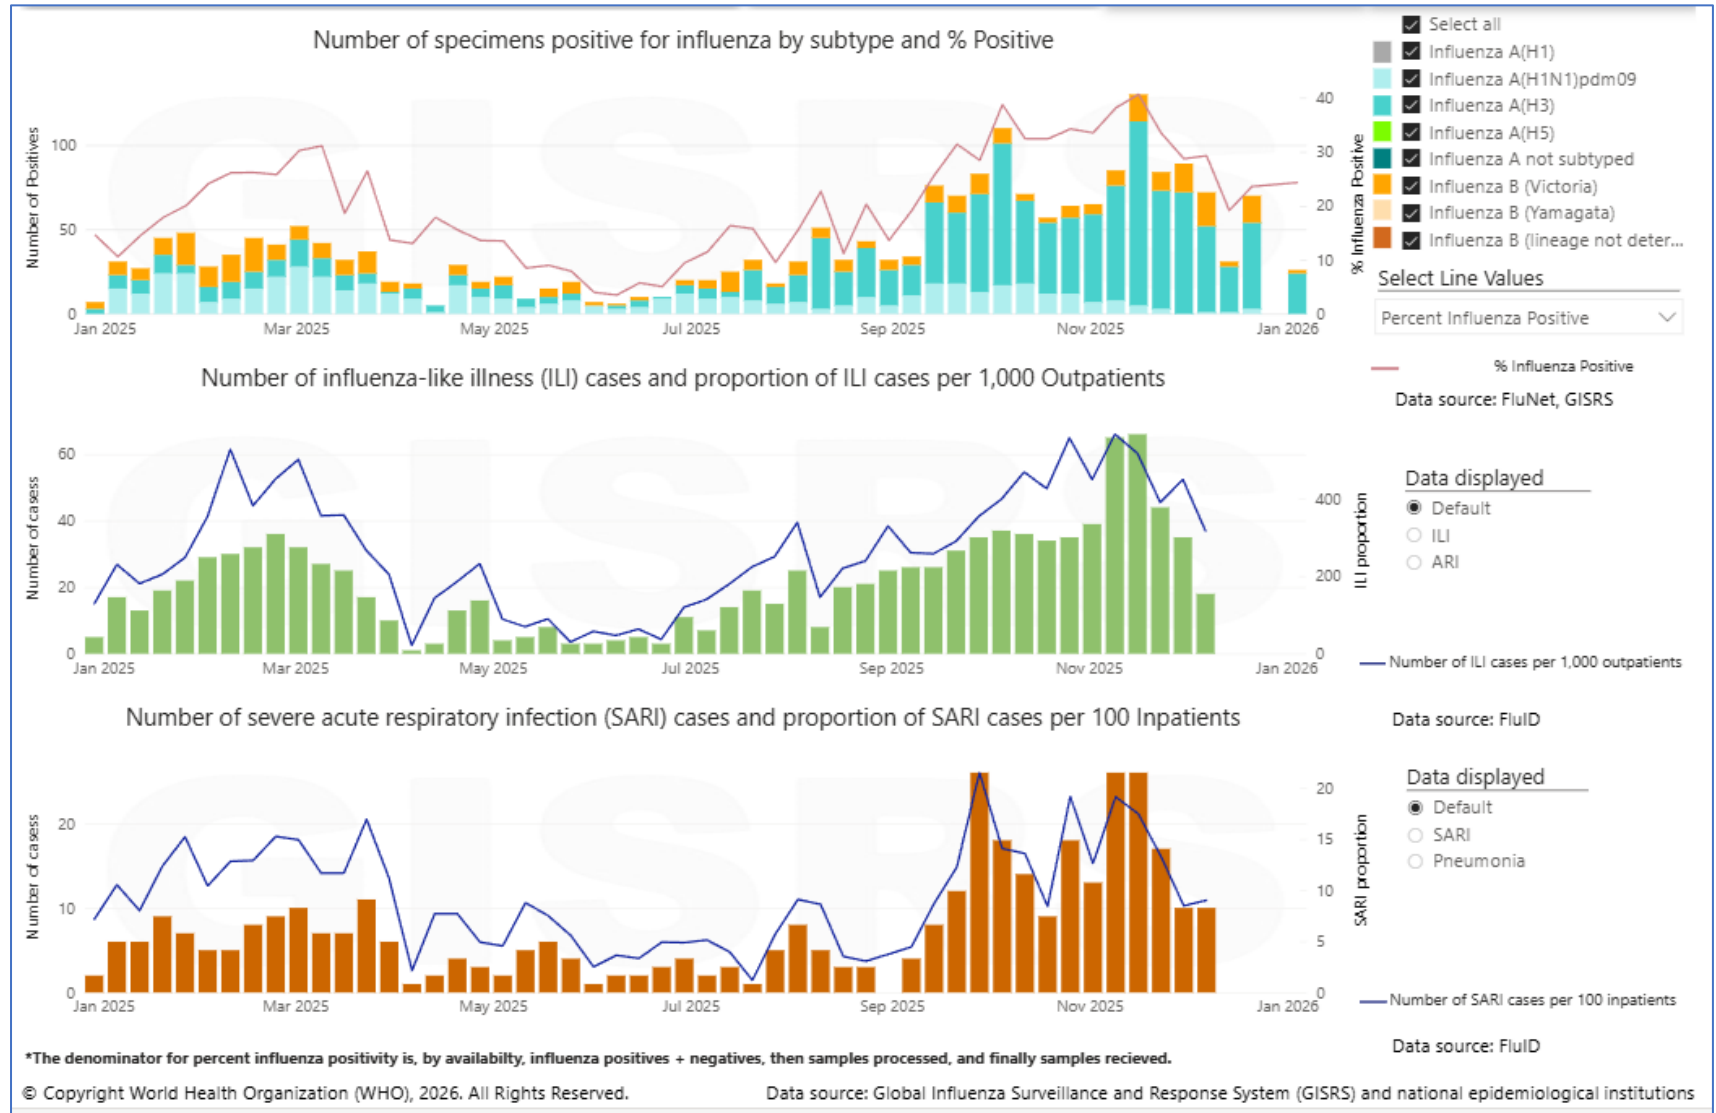 Number of specimens positive for influenza by subtype and % Positive
Number of Positives
100
50
0
40
30
20
10
0
% Influenza Positive
Jan 2025 Mar 2025 May 2025 Jul 2025 Sep 2025 Nov 2025 Jan 2026
Select all
Influenza A(H1)
Influenza A(H1N1)pdm09
Influenza A(H3)
Influenza A(H5)
Influenza A not subtyped
Influenza B (Victoria)
Influenza B (Yamagata)
Influenza B (lineage not deter...
Select Line Values
Percent Influenza Positive
% Influenza Positive
Data source: FluNet, GISRS
GISRS
Number of influenza-like illness (ILI) cases and proportion of ILI cases per 1,000 Outpatients
Number of casess
60
40
20
0
400
200
0
ILI proportion
Jan 2025 Mar 2025 May 2025 Jul 2025 Sep 2025 Nov 2025 Jan 2026
Data displayed
Default
ILI
ARI
Number of ILI cases per 1,000 outpatients
Data source: FluID
GISRS
Number of severe acute respiratory infection (SARI) cases and proportion of SARI cases per 100 Inpatients
Number of casess
20
10
0
20
15
10
5
0
SARI proportion
Jan 2025 Mar 2025 May 2025 Jul 2025 Sep 2025 Nov 2025 Jan 2026
Data displayed
Default
SARI
Pneumonia
Number of SARI cases per 100 inpatients
Data source: FluID
GISRS
*The denominator for percent influenza positivity is, by availabilty, influenza positives + negatives, then samples processed, and finally samples recieved.
© Copyright World Health Organization (WHO), 2026. All Rights Reserved.
Data source: Global Influenza Surveillance and Response System (GISRS) and national epidemiological institutions